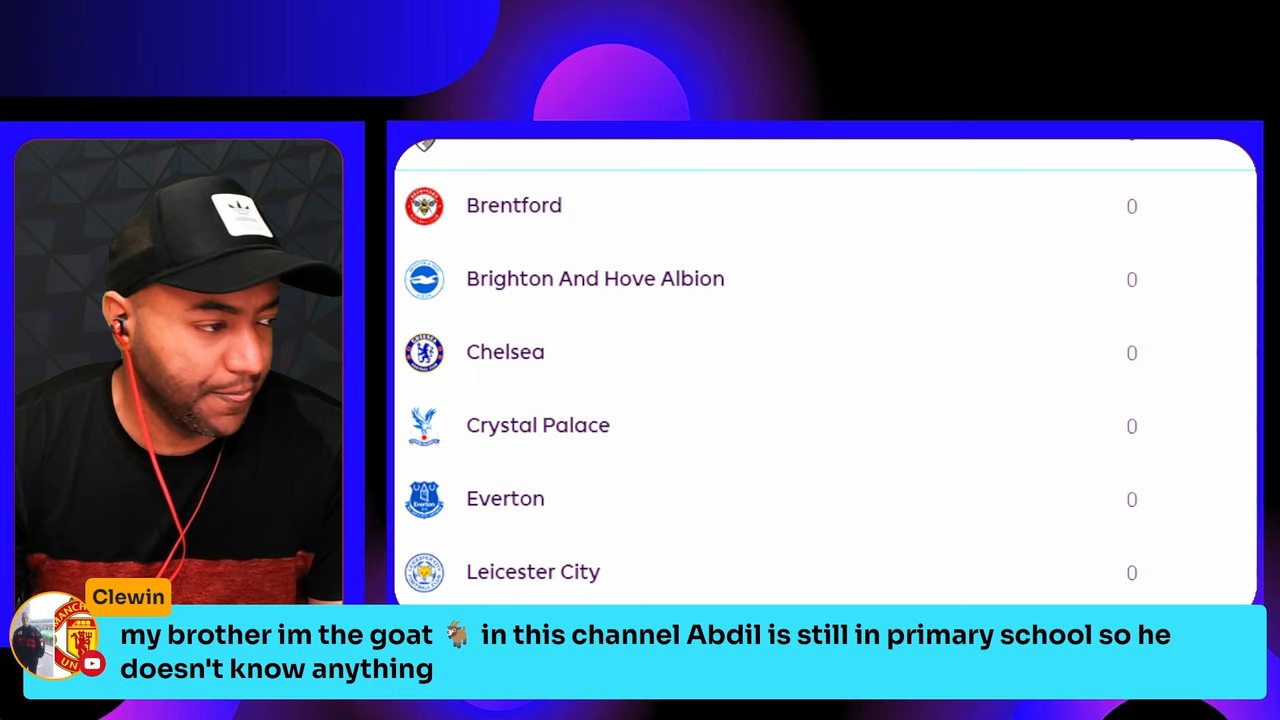 Brentford 0
Brighton And Hove Albion 0
Chelsea 0
Crystal Palace 0
Everton 0
Leicester City 0
Clewin
my brother im the goat 🐐 in this channel Abdil is still in primary school so he
doesn't know anything